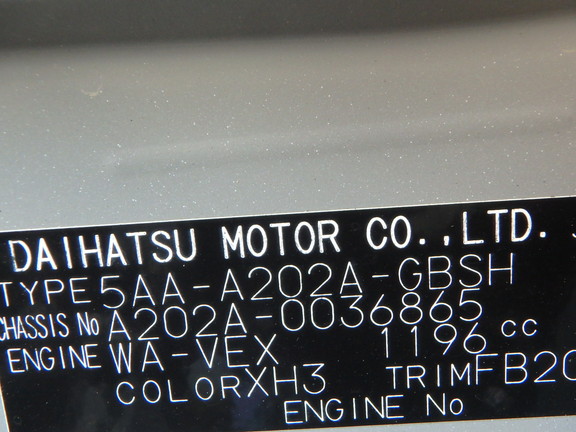 DAIHATSU MOTOR CO.,LTD.
TYPE 5AA-A202A-GBSH
CHASSIS No A202A-0036865
ENGINE WA-VEX 1196 cc
COLOR XH3 TRIM FB20
ENGINE No